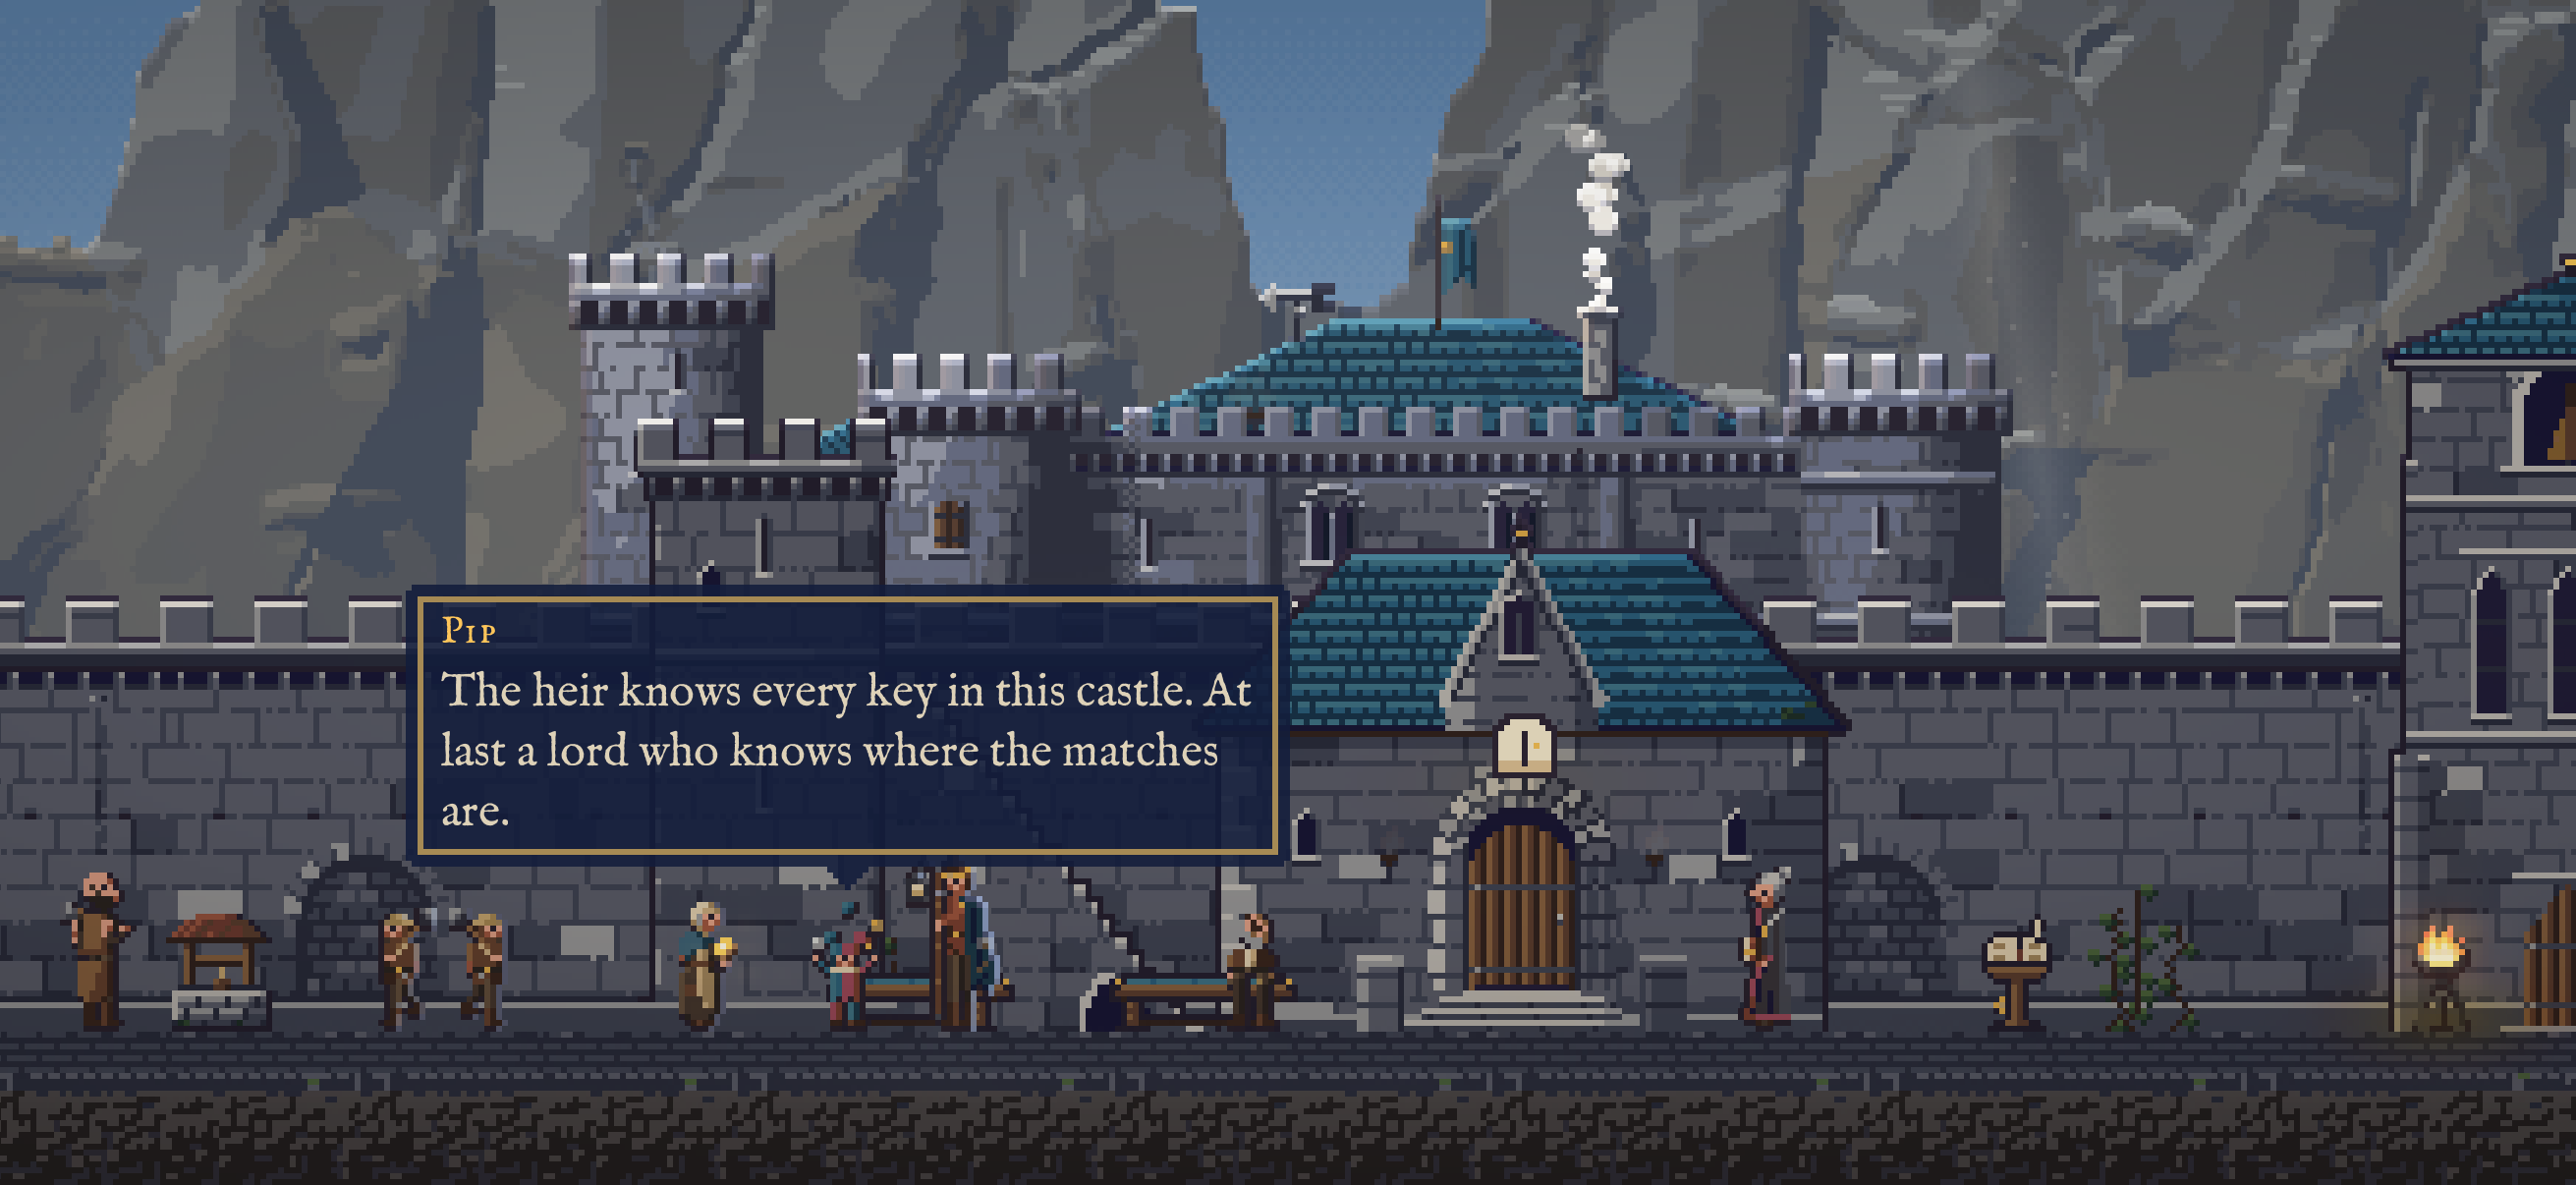 Pip
The heir knows every key in this castle. At
last a lord who knows where the matches
are.